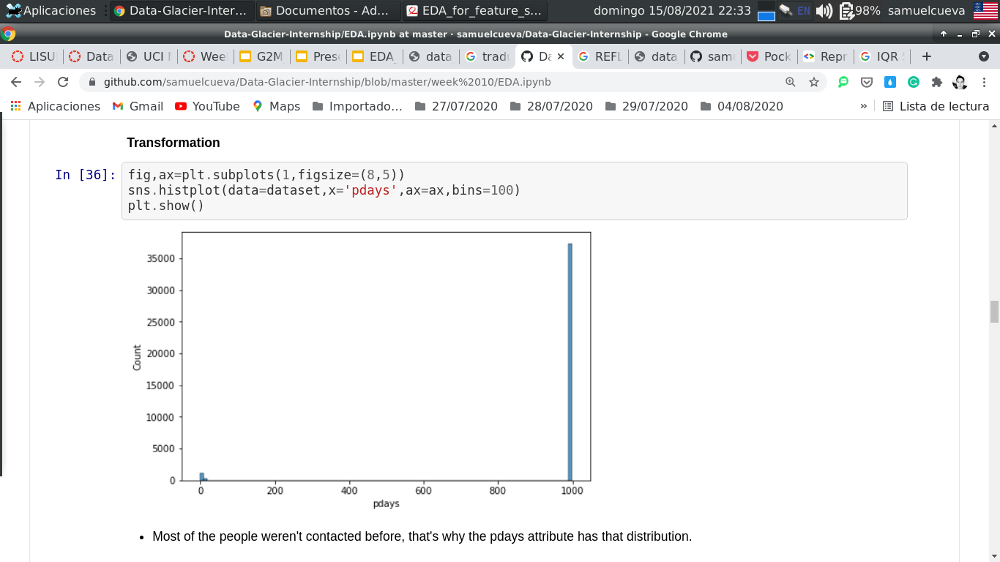 Aplicaciones
Data-Glacier-Inter...
Documentos - Ad...
EDA_for_feature_s...
domingo 15/08/2021 22:33
EN
98%
samuelcueva
Data-Glacier-Internship/EDA.ipynb at master · samuelcueva/Data-Glacier-Internship - Google Chrome
LISU
Data
UCI
Wee
G2M
Pres
EDA_
data
tradu
Da
REFL
data
sam
Pock
Repr
IQR
github.com/samuelcueva/Data-Glacier-Internship/blob/master/week%2010/EDA.ipynb
Aplicaciones
Gmail
YouTube
Maps
Importado...
27/07/2020
28/07/2020
29/07/2020
04/08/2020
»
Lista de lectura
Transformation
In [36]:
fig,ax=plt.subplots(1,figsize=(8,5))
sns.histplot(data=dataset,x='pdays',ax=ax,bins=100)
plt.show()
35000
30000
25000
20000
15000
10000
5000
0
Count
0 200 400 600 800 1000
pdays
• Most of the people weren't contacted before, that's why the pdays attribute has that distribution.